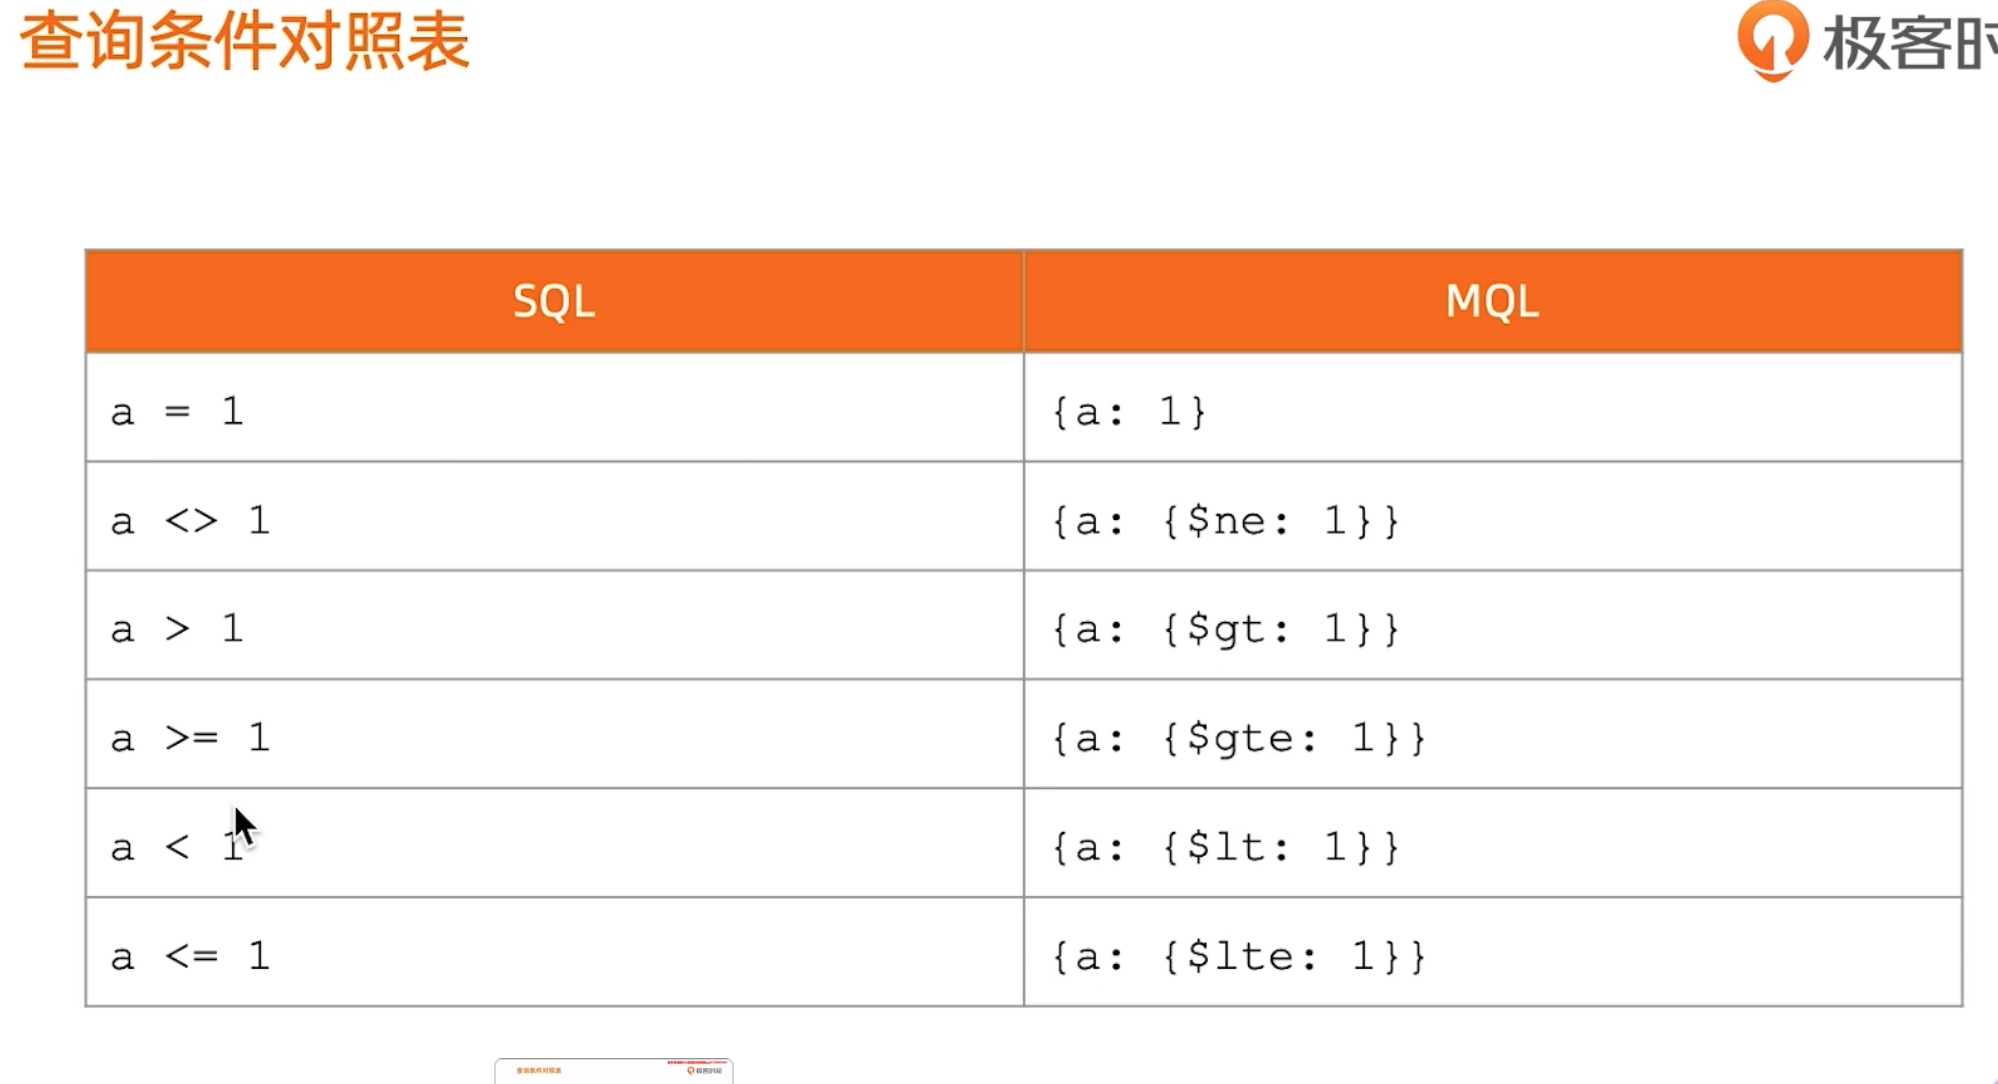 查询条件对照表
极客时
SQL MQL
a = 1 {a: 1}
a <> 1 {a: {$ne: 1}}
a > 1 {a: {$gt: 1}}
a >= 1 {a: {$gte: 1}}
a < 1 {a: {$lt: 1}}
a <= 1 {a: {$lte: 1}}
查询条件对照表
极客时间